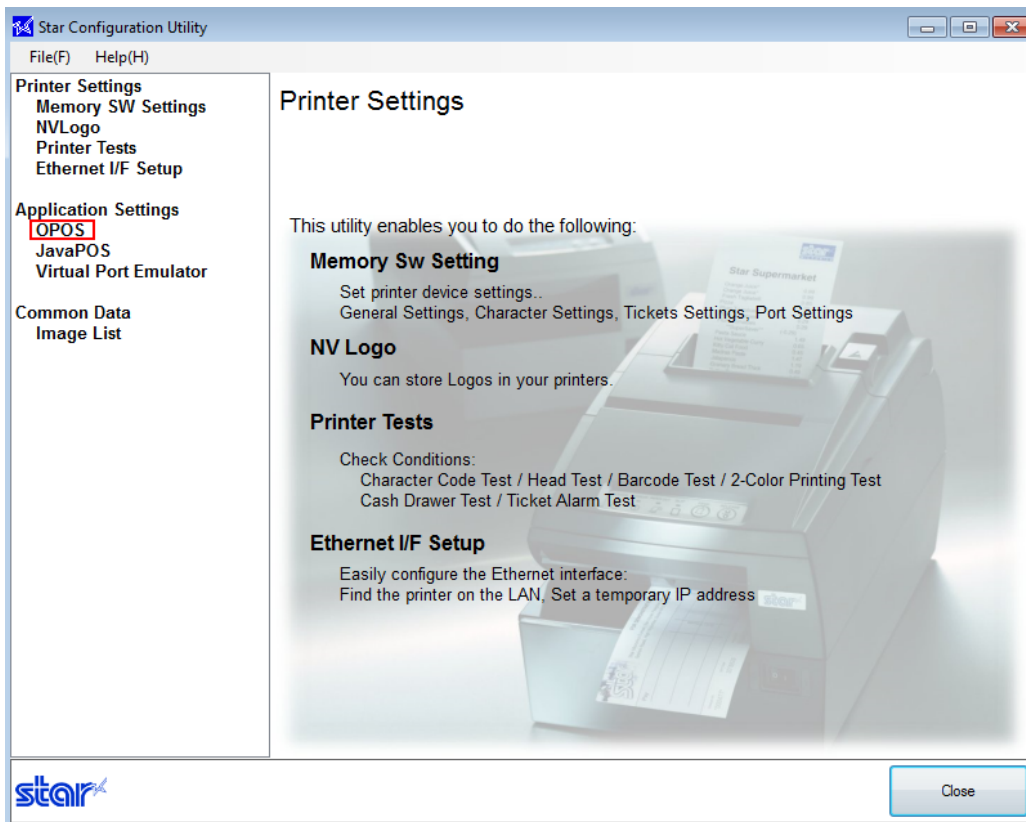 Star Configuration Utility
File(F) Help(H)
Printer Settings
Memory SW Settings
NVLogo
Printer Tests
Ethernet I/F Setup
Application Settings
OPOS
JavaPOS
Virtual Port Emulator
Common Data
Image List
Printer Settings
This utility enables you to do the following:
Memory Sw Setting
Set printer device settings..
General Settings, Character Settings, Tickets Settings, Port Settings
NV Logo
You can store Logos in your printers.
Printer Tests
Check Conditions:
Character Code Test / Head Test / Barcode Test / 2-Color Printing Test
Cash Drawer Test / Ticket Alarm Test
Ethernet I/F Setup
Easily configure the Ethernet interface:
Find the printer on the LAN, Set a temporary IP address
star
Star Supermarket
star
Close